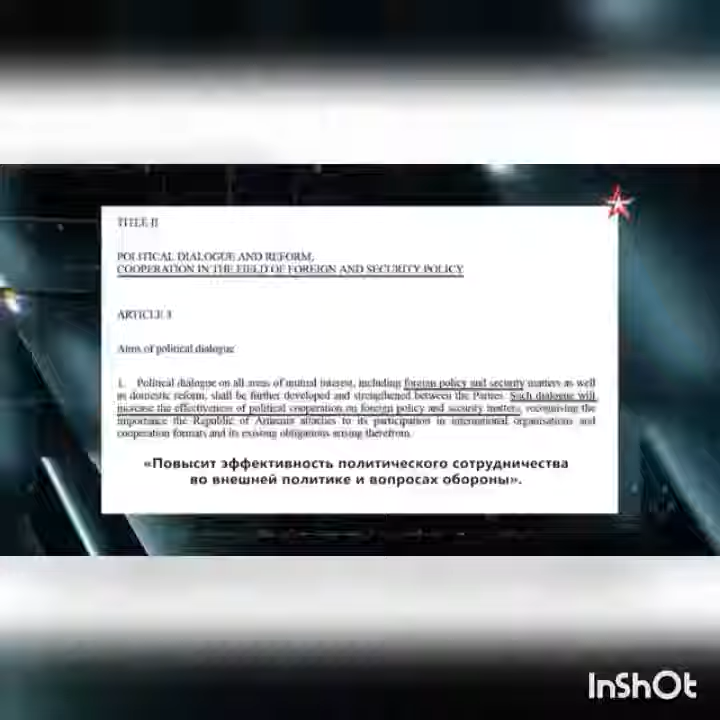 TITLE II
POLITICAL DIALOGUE AND REFORM,
COOPERATION IN THE FIELD OF FOREIGN AND SECURITY POLICY
ARTICLE 3
Aims of political dialogue
1. Political dialogue on all areas of mutual interest, including foreign policy and security matters as well
as domestic reform, shall be further developed and strengthened between the Parties. Such dialogue will
increase the effectiveness of political cooperation on foreign policy and security matters, recognising the
importance the Republic of Armenia attaches to its participation in international organisations and
cooperation formats and its existing obligations arising therefrom.
«Повысит эффективность политического сотрудничества
во внешней политике и вопросах обороны».
InShOt